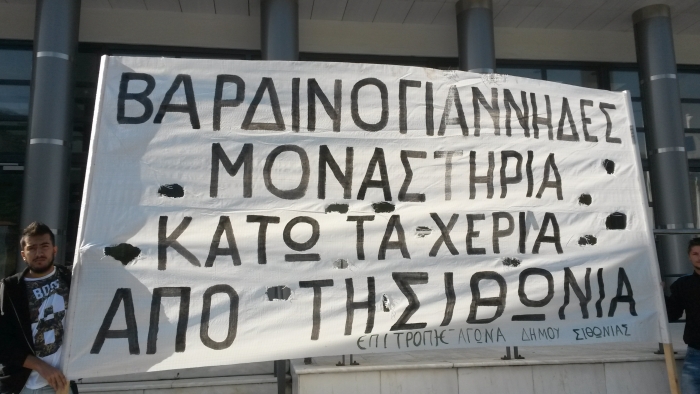 ΒΑΡΔΙΝΟΓΙΑΝΝΗΔΕΣ
ΜΟΝΑΣΤΗΡΙΑ
ΚΑΤΩ ΤΑ ΧΕΡΙΑ
ΑΠΟ ΤΗ ΣΙΘΩΝΙΑ
ΕΠΙΤΡΟΠΗ ΑΓΩΝΑ ΔΗΜΟΥ ΣΙΘΩΝΙΑΣ